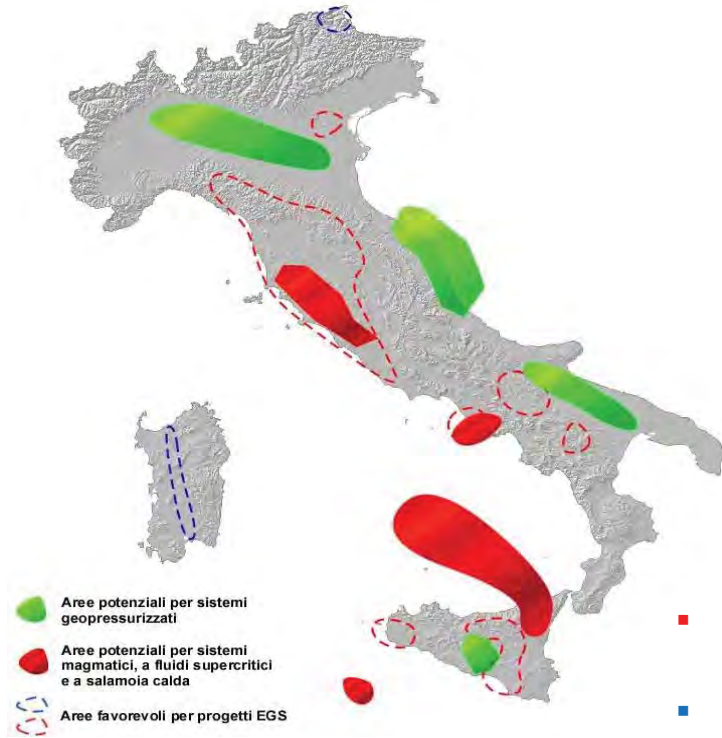 Aree potenziali per sistemi
geopressurizzati
Aree potenziali per sistemi
magmatici, a fluidi supercritici
e a salamoia calda
Aree favorevoli per progetti EGS